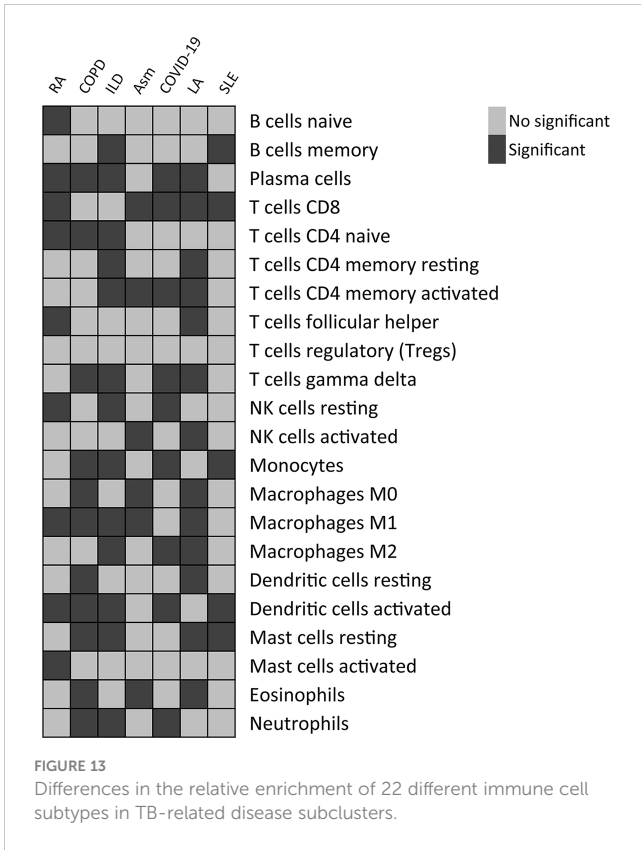 RA COPD ILD Asm COVID-19 LA SLE
B cells naive
B cells memory
Plasma cells
T cells CD8
T cells CD4 naive
T cells CD4 memory resting
T cells CD4 memory activated
T cells follicular helper
T cells regulatory (Tregs)
T cells gamma delta
NK cells resting
NK cells activated
Monocytes
Macrophages M0
Macrophages M1
Macrophages M2
Dendritic cells resting
Dendritic cells activated
Mast cells resting
Mast cells activated
Eosinophils
Neutrophils
No significant
Significant
FIGURE 13
Differences in the relative enrichment of 22 different immune cell
subtypes in TB-related disease subclusters.